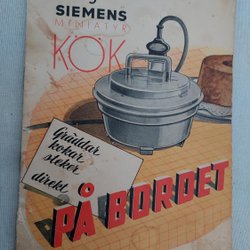 SIEMENS
MINIATYR
KÖK
Gräddar
kokar
steker
direkt
PÅ BORDET